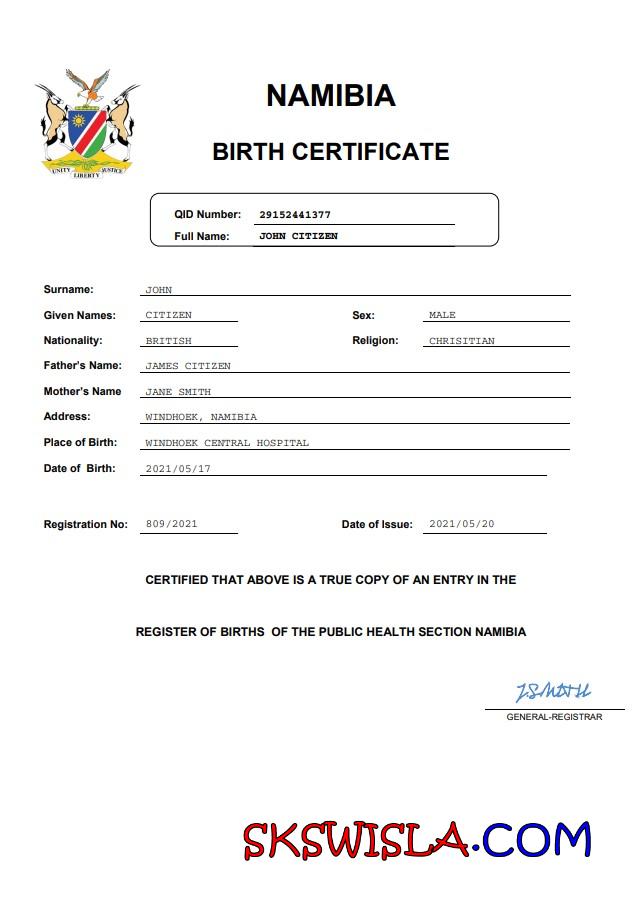 NAMIBIA
BIRTH CERTIFICATE
UNITY LIBERTY JUSTICE
QID Number: 29152441377
Full Name: JOHN CITIZEN
Surname: JOHN
Given Names: CITIZEN Sex: MALE
Nationality: BRITISH Religion: CHRISITIAN
Father's Name: JAMES CITIZEN
Mother's Name JANE SMITH
Address: WINDHOEK, NAMIBIA
Place of Birth: WINDHOEK CENTRAL HOSPITAL
Date of Birth: 2021/05/17
Registration No: 809/2021 Date of Issue: 2021/05/20
CERTIFIED THAT ABOVE IS A TRUE COPY OF AN ENTRY IN THE
REGISTER OF BIRTHS OF THE PUBLIC HEALTH SECTION NAMIBIA
J.SMITH
GENERAL-REGISTRAR
SKSWISLA.COM